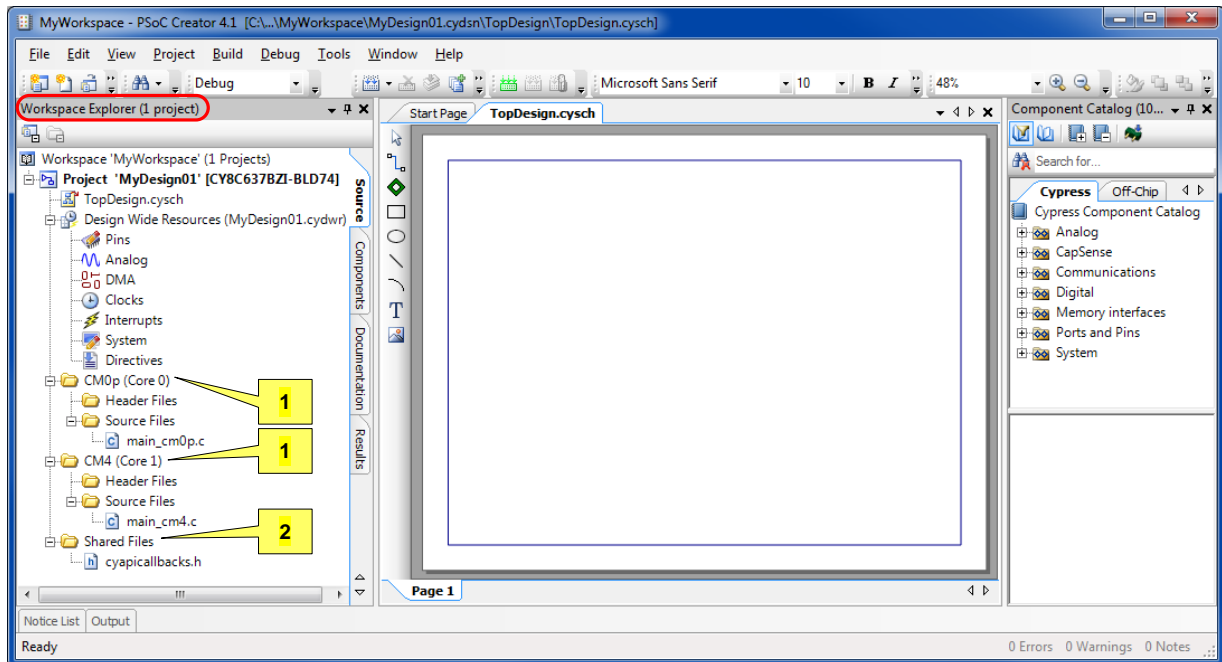 MyWorkspace - PSoC Creator 4.1 [C:\...\MyWorkspace\MyDesign01.cydsn\TopDesign\TopDesign.cysch]
File Edit View Project Build Debug Tools Window Help
Debug Microsoft Sans Serif 10 B I 48%
Workspace Explorer (1 project)
Workspace 'MyWorkspace' (1 Projects)
Project 'MyDesign01' [CY8C637BZI-BLD74]
TopDesign.cysch
Design Wide Resources (MyDesign01.cydwr)
Pins
Analog
DMA
Clocks
Interrupts
System
Directives
CM0p (Core 0)
Header Files
Source Files
main_cm0p.c
CM4 (Core 1)
Header Files
Source Files
main_cm4.c
Shared Files
cyapicallbacks.h
1
1
2
Source
Components
Documentation
Results
Start Page TopDesign.cysch
T
Page 1
Component Catalog (10...
Search for...
Cypress Off-Chip
Cypress Component Catalog
Analog
CapSense
Communications
Digital
Memory interfaces
Ports and Pins
System
Notice List Output
Ready 0 Errors 0 Warnings 0 Notes